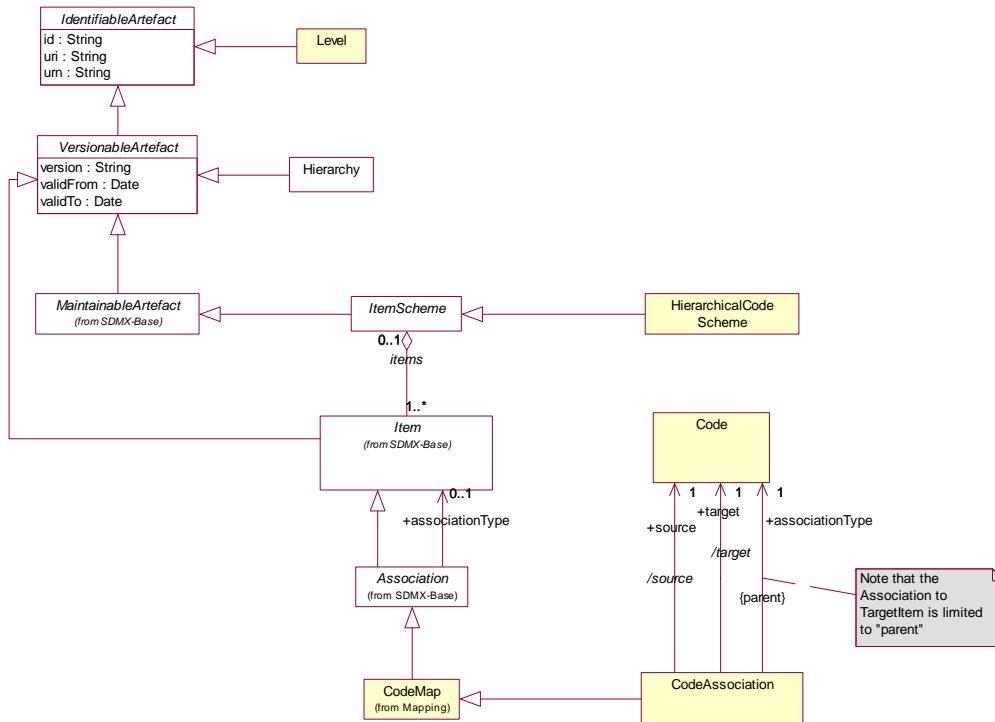 IdentifiableArtefact
id : String
uri : String
urn : String
Level
VersionableArtefact
version : String
validFrom : Date
validTo : Date
Hierarchy
MaintainableArtefact
(from SDMX-Base)
ItemScheme
HierarchicalCode
Scheme
0..1
items
1..*
Item
(from SDMX-Base)
Code
0..1
+associationType
1
1
1
+source
+target
+associationType
/source
/target
{parent}
Note that the
Association to
TargetItem is limited
to "parent"
Association
(from SDMX-Base)
CodeMap
(from Mapping)
CodeAssociation